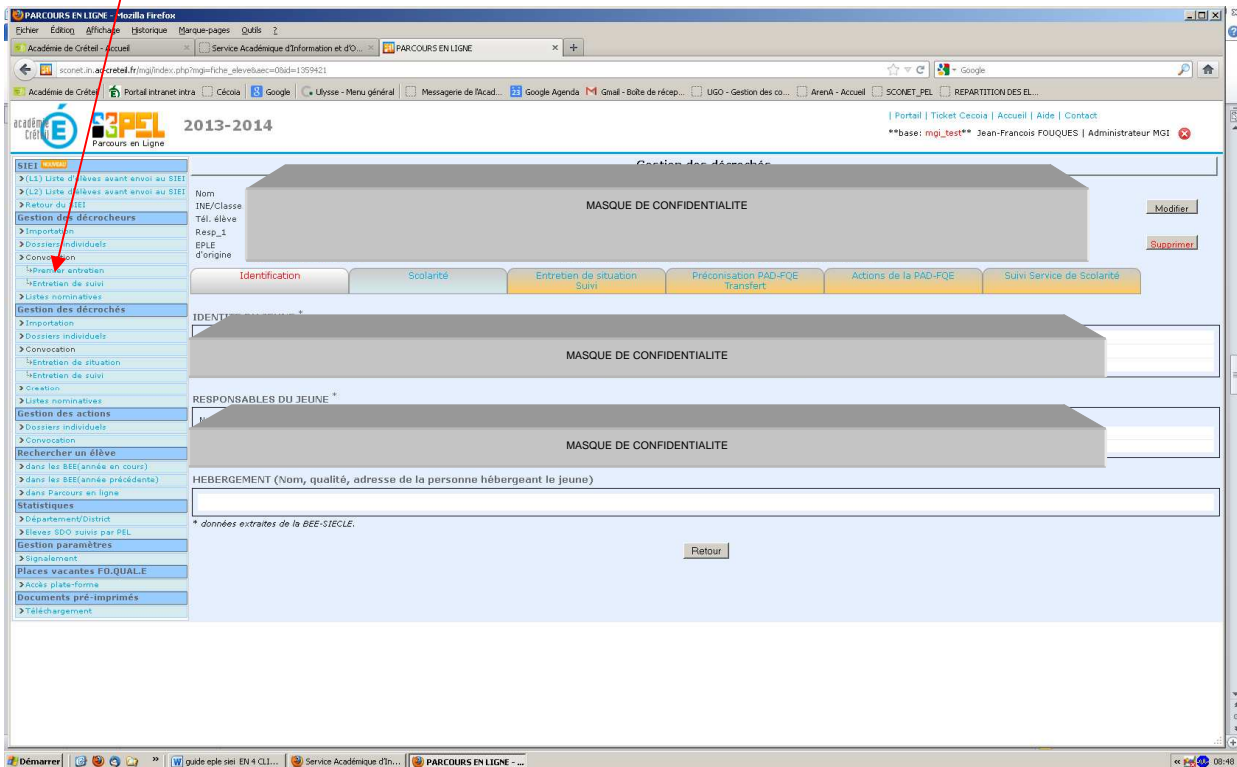 PARCOURS EN LIGNE - Mozilla Firefox
Fichier Édition Affichage Historique Marque-pages Outils ?
Académie de Créteil - Accueil
Service Académique d'Information et d'O...
PARCOURS EN LIGNE
sconet.in.ac-creteil.fr/mgi/index.php?mgi=fiche_eleve&aec=0&id=1359421
Google
Académie de Créteil Portail intranet intra Cécoia Google Ulysse - Menu général Messagerie de l'Acad... Google Agenda Gmail - Boîte de récep... UGO - Gestion des co... ArenA - Accueil SCONET_PEL REPARTITION DES EL...
académie
Créteil
S3PEL
Parcours en Ligne
2013-2014
| Portail | Ticket Cecoia | Accueil | Aide | Contact
**base: mgi_test** Jean-Francois FOUQUES | Administrateur MGI
SIEI NOUVEAU
(L1) Liste d'élèves avant envoi au SIEI
(L2) Liste d'élèves avant envoi au SIEI
Retour du SIEI
Gestion des décrocheurs
Importation
Dossiers individuels
Convocation
Premier entretien
Entretien de suivi
Listes nominatives
Gestion des décrochés
Importation
Dossiers individuels
Convocation
Entretien de situation
Entretien de suivi
Creation
Listes nominatives
Gestion des actions
Dossiers individuels
Convocation
Rechercher un élève
dans les BEE(année en cours)
dans les BEE(année précédente)
dans Parcours en ligne
Statistiques
Département/District
Eleves SDO suivis par PEL
Gestion paramètres
Signalement
Places vacantes FO.QUAL.E
Accès plate-forme
Documents pré-imprimés
Téléchargement
Gestion des décrochés
Nom
INE/Classe
Tél. élève
Resp_1
EPLE
d'origine
MASQUE DE CONFIDENTIALITE
Modifier
Supprimer
Identification
Scolarité
Entretien de situation
Suivi
Préconisation PAD-FQE
Transfert
Actions de la PAD-FQE
Suivi Service de Scolarité
MASQUE DE CONFIDENTIALITE
RESPONSABLES DU JEUNE *
MASQUE DE CONFIDENTIALITE
HEBERGEMENT (Nom, qualité, adresse de la personne hébergeant le jeune)
* données extraites de la BEE-SIECLE.
Retour
Démarrer
guide eple siei EN 4 CLI...
Service Académique d'In...
PARCOURS EN LIGNE - ...
08:48